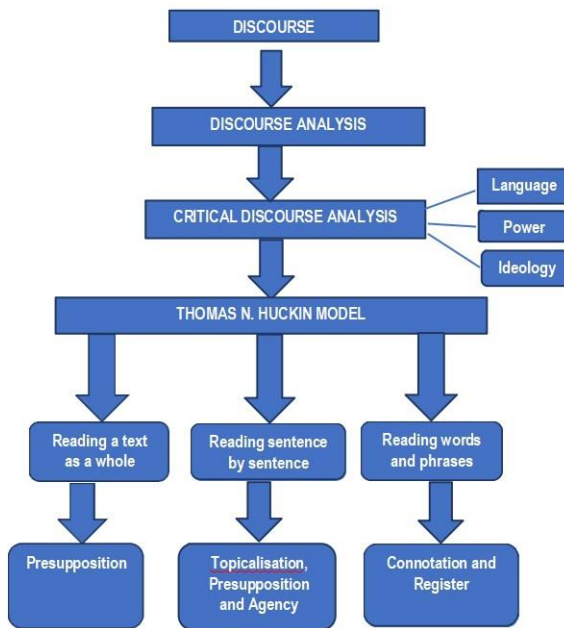 DISCOURSE
DISCOURSE ANALYSIS
CRITICAL DISCOURSE ANALYSIS
Language
Power
Ideology
THOMAS N. HUCKIN MODEL
Reading a text
as a whole
Reading sentence
by sentence
Reading words
and phrases
Presupposition
Topicalisation,
Presupposition
and Agency
Connotation and
Register